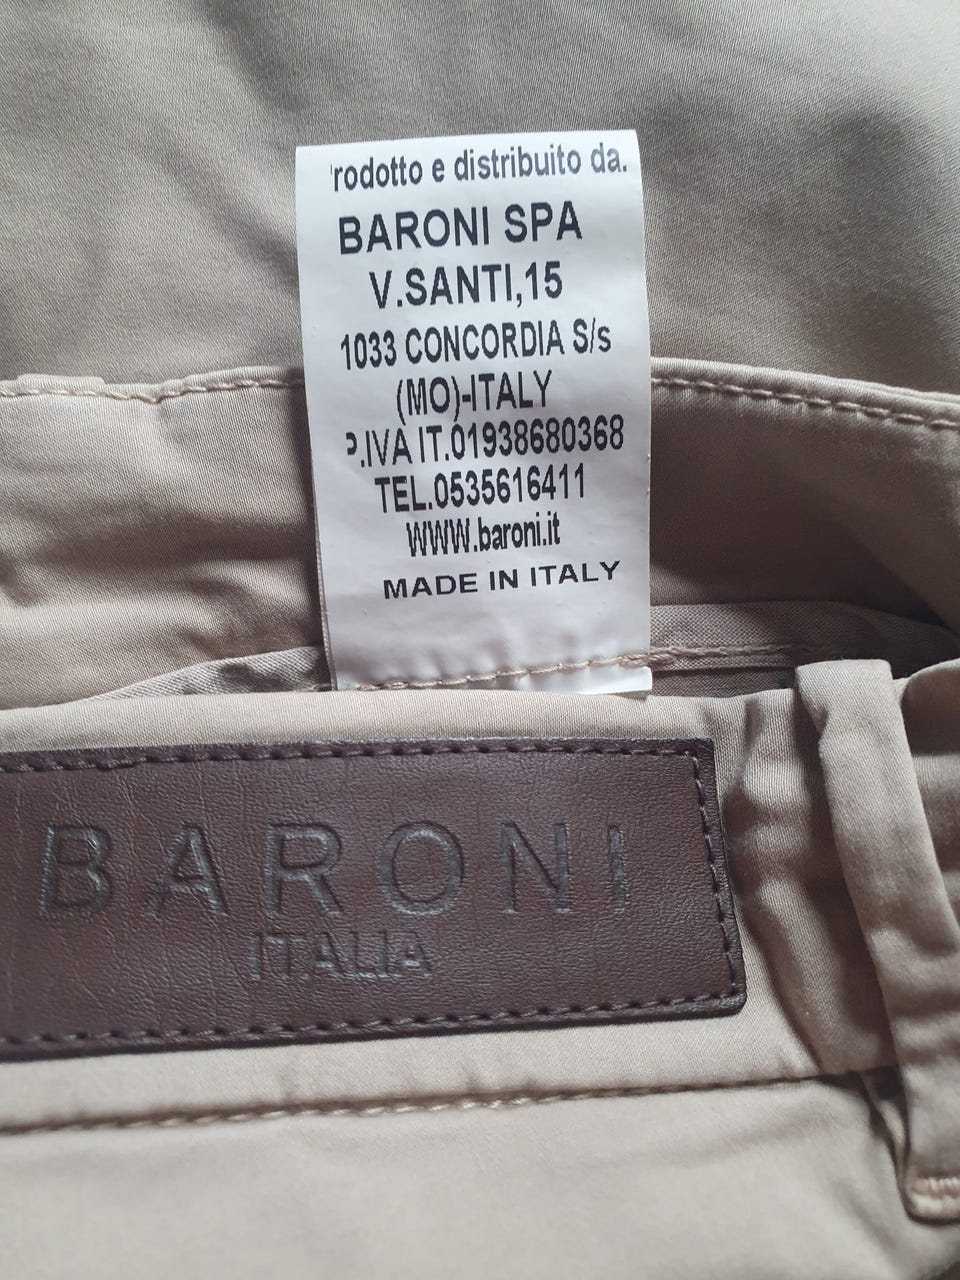 rodotto e distribuito da.
BARONI SPA
V.SANTI,15
1033 CONCORDIA S/s
(MO)-ITALY
P.IVA IT.01938680368
TEL.0535616411
WWW.baroni.it
MADE IN ITALY
BARONI
ITALIA